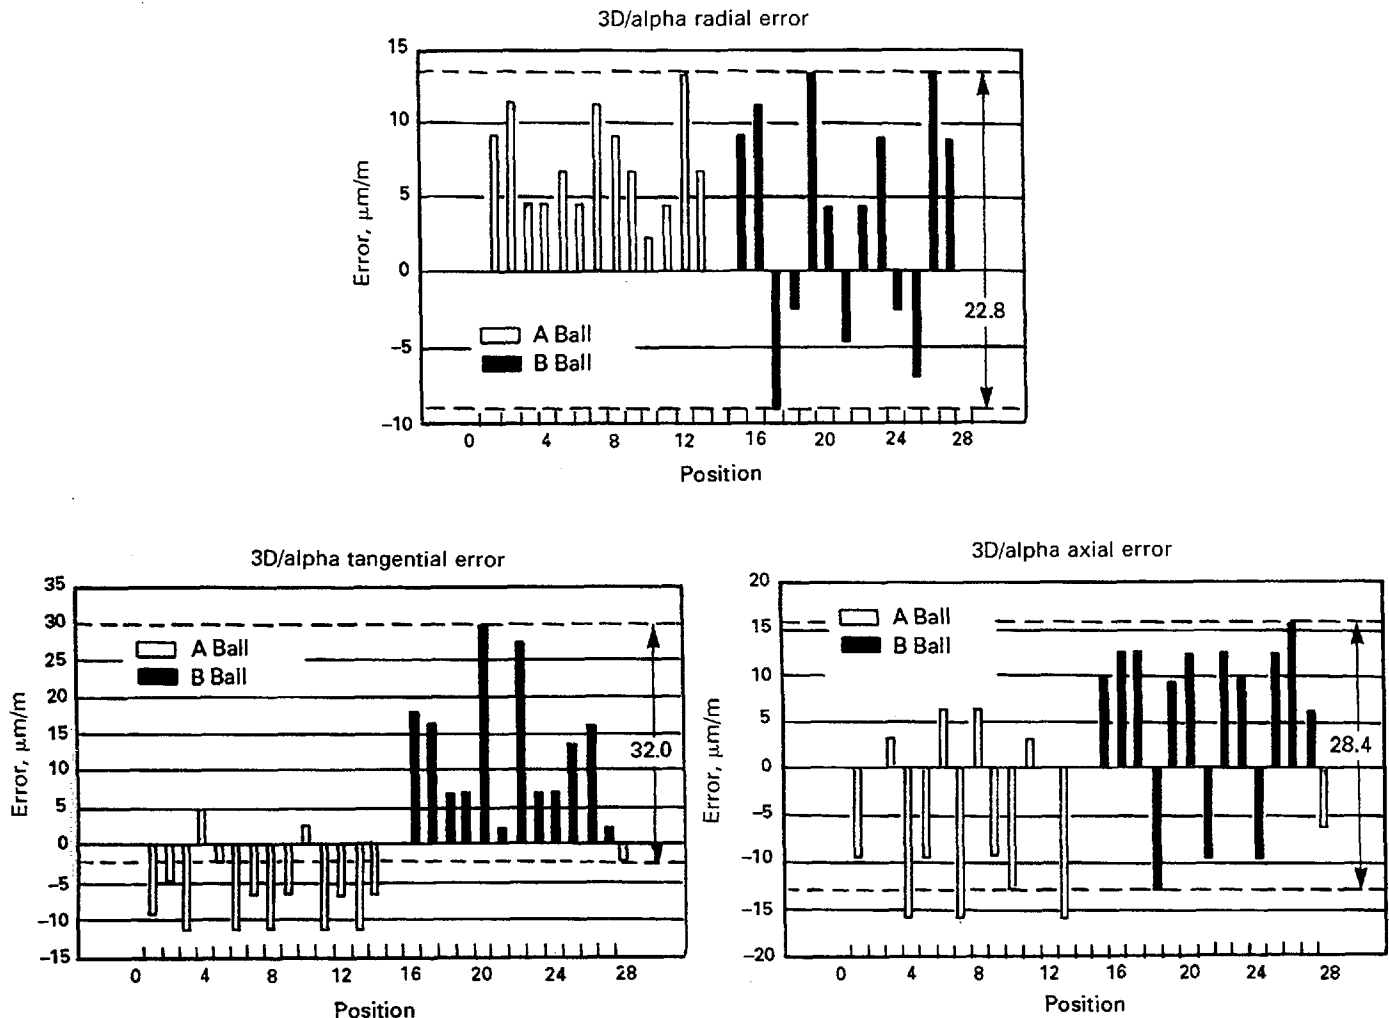 3D/alpha radial error
15
10
5
0
−5
−10
Error, μm/m
A Ball
B Ball
22.8
0 4 8 12 16 20 24 28
Position
3D/alpha tangential error
35
30
25
20
15
10
5
0
−5
−10
−15
Error, μm/m
A Ball
B Ball
32.0
0 4 8 12 16 20 24 28
Position
3D/alpha axial error
20
15
10
5
0
−5
−10
−15
−20
Error, μm/m
A Ball
B Ball
28.4
0 4 8 12 16 20 24 28
Position